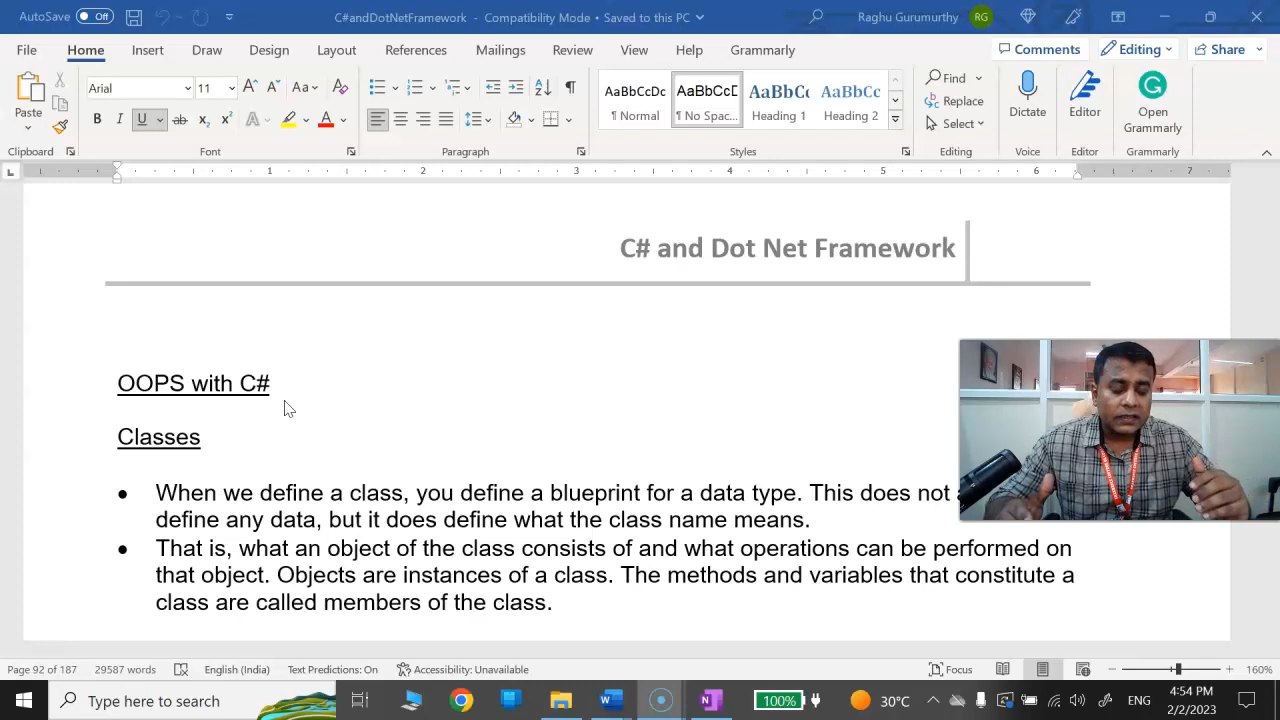 AutoSave Off C#andDotNetFramework - Compatibility Mode • Saved to this PC Raghu Gurumurthy RG
File Home Insert Draw Design Layout References Mailings Review View Help Grammarly Comments Editing Share
Paste
Clipboard
Arial 11
Font
Paragraph
AaBbCcDc AaBbCcD AaBbCc AaBbCc
¶ Normal ¶ No Spac... Heading 1 Heading 2
Styles
Find
Replace
Select
Editing
Dictate
Voice
Editor
Editor
Open
Grammarly
Grammarly
1 2 3 4 5 6 7
C# and Dot Net Framework
OOPS with C#
Classes
• When we define a class, you define a blueprint for a data type. This does not
define any data, but it does define what the class name means.
• That is, what an object of the class consists of and what operations can be performed on
that object. Objects are instances of a class. The methods and variables that constitute a
class are called members of the class.
Page 92 of 187 29587 words English (India) Text Predictions: On Accessibility: Unavailable Focus 160%
Type here to search 100% 30°C ENG 4:54 PM
2/2/2023